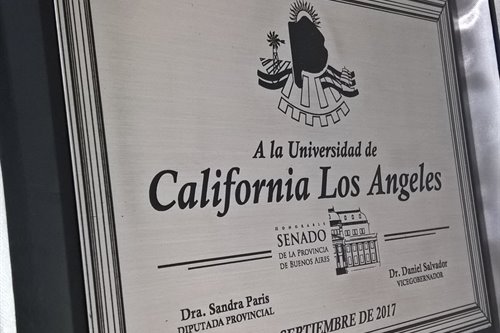 A la Universidad de
California Los Angeles
HONORABLE
SENADO
DE LA PROVINCIA
DE BUENOS AIRES
Dra. Sandra Paris
DIPUTADA PROVINCIAL
Dr. Daniel Salvador
VICEGOBERNADOR
SEPTIEMBRE DE 2017